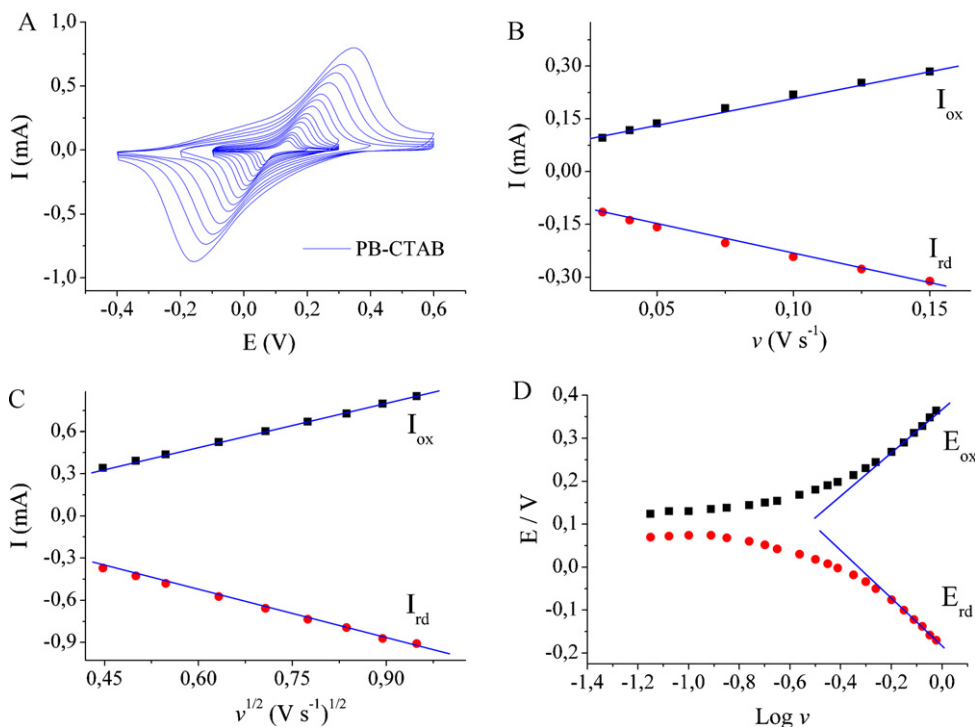 A
I (mA)
1,0
0,5
0,0
-0,5
-1,0
PB-CTAB
-0,4 -0,2 0,0 0,2 0,4 0,6
E (V)
B
I (mA)
0,30
0,15
0,00
-0,15
-0,30
Iox
Ird
0,05 0,10 0,15
v (V s-1)
C
I (mA)
0,6
0,3
0,0
-0,3
-0,6
-0,9
Iox
Ird
0,45 0,60 0,75 0,90
v1/2 (V s-1)1/2
D
E / V
0,4
0,3
0,2
0,1
0,0
-0,1
-0,2
Eox
Erd
-1,4 -1,2 -1,0 -0,8 -0,6 -0,4 -0,2 0,0
Log v